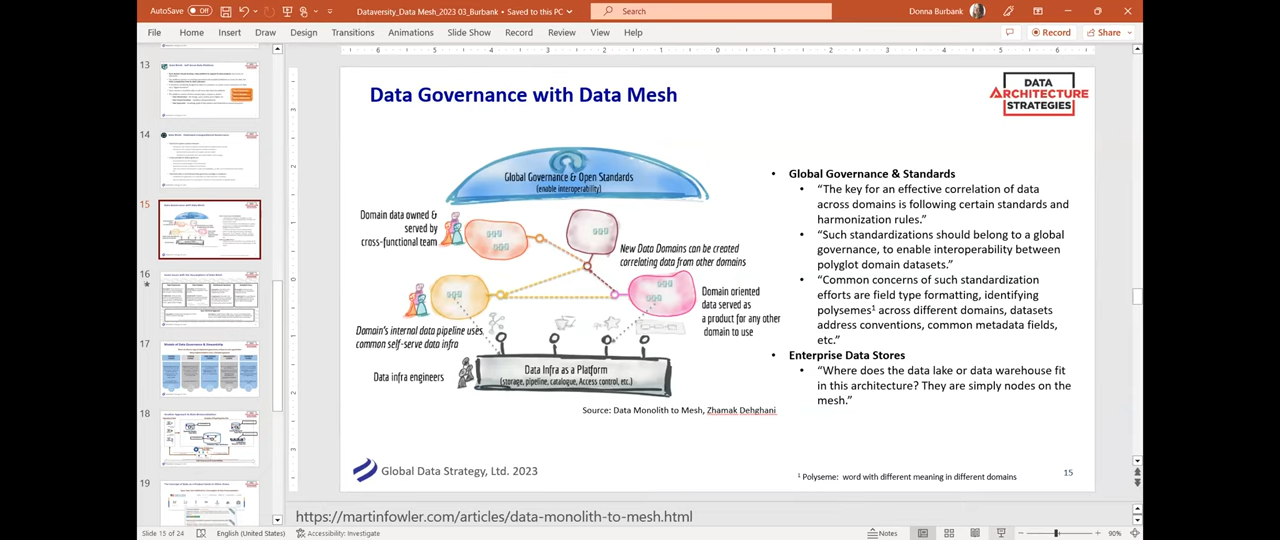 AutoSave Off
Dataversity_Data Mesh_2023 03_Burbank • Saved to this PC
Search
Donna Burbank
File Home Insert Draw Design Transitions Animations Slide Show Record Review View Help
Record Share
13
14
15
16
17
18
19
Data Governance with Data Mesh
DATA
ARCHITECTURE
STRATEGIES
Global Governance & Open Standards
(enable interoperability)
Domain data owned &
served by
cross-functional team
New Data Domains can be created
correlating data from other domains
Domain oriented
data served as
a product for any other
domain to use
Domain's internal data pipeline uses
common self-serve data infra
Data infra engineers
Data Infra as a Platform
(storage, pipeline, catalogue, Access control, etc.)
Source: Data Monolith to Mesh, Zhamak Dehghani
• Global Governance & Standards
• “The key for an effective correlation of data
across domains is following certain standards and
harmonization rules.”
• “Such standardizations should belong to a global
governance, to enable interoperability between
polyglot domain datasets.”
• “Common concerns of such standardization
efforts are field type formatting, identifying
polysemes¹ across different domains, datasets
address conventions, common metadata fields,
etc.”
• Enterprise Data Stores
• “Where does the data lake or data warehouse fit
in this architecture? They are simply nodes on the
mesh.”
Global Data Strategy, Ltd. 2023
¹ Polyseme: word with different meaning in different domains
15
https://martinfowler.com/articles/data-monolith-to-mesh.html
Slide 15 of 24
English (United States)
Accessibility: Investigate
Notes
90%